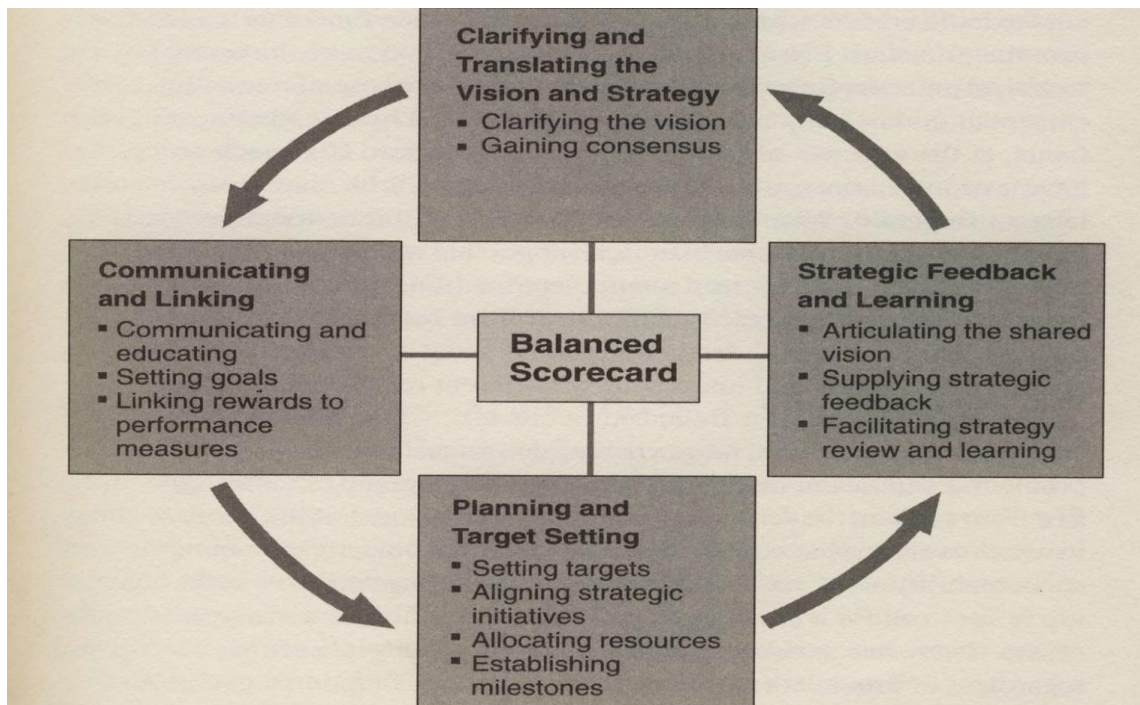 Clarifying and
Translating the
Vision and Strategy
▪ Clarifying the vision
▪ Gaining consensus
Communicating
and Linking
▪ Communicating and
educating
▪ Setting goals
▪ Linking rewards to
performance
measures
Balanced
Scorecard
Strategic Feedback
and Learning
▪ Articulating the shared
vision
▪ Supplying strategic
feedback
▪ Facilitating strategy
review and learning
Planning and
Target Setting
▪ Setting targets
▪ Aligning strategic
initiatives
▪ Allocating resources
▪ Establishing
milestones